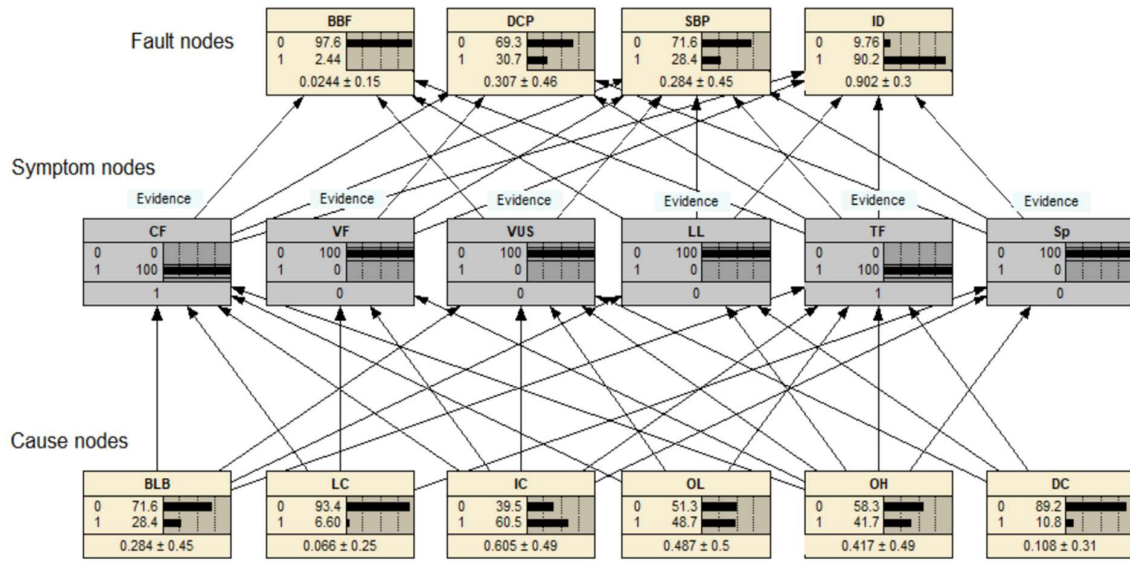 Fault nodes
BBF
0 97.6
1 2.44
0.0244 ± 0.15
DCP
0 69.3
1 30.7
0.307 ± 0.46
SBP
0 71.6
1 28.4
0.284 ± 0.45
ID
0 9.76
1 90.2
0.902 ± 0.3
Symptom nodes
Evidence
CF
0 0
1 100
1
Evidence
VF
0 100
1 0
0
Evidence
VUS
0 100
1 0
0
Evidence
LL
0 100
1 0
0
Evidence
TF
0 0
1 100
1
Evidence
Sp
0 100
1 0
0
Cause nodes
BLB
0 71.6
1 28.4
0.284 ± 0.45
LC
0 93.4
1 6.60
0.066 ± 0.25
IC
0 39.5
1 60.5
0.605 ± 0.49
OL
0 51.3
1 48.7
0.487 ± 0.5
OH
0 58.3
1 41.7
0.417 ± 0.49
DC
0 89.2
1 10.8
0.108 ± 0.31